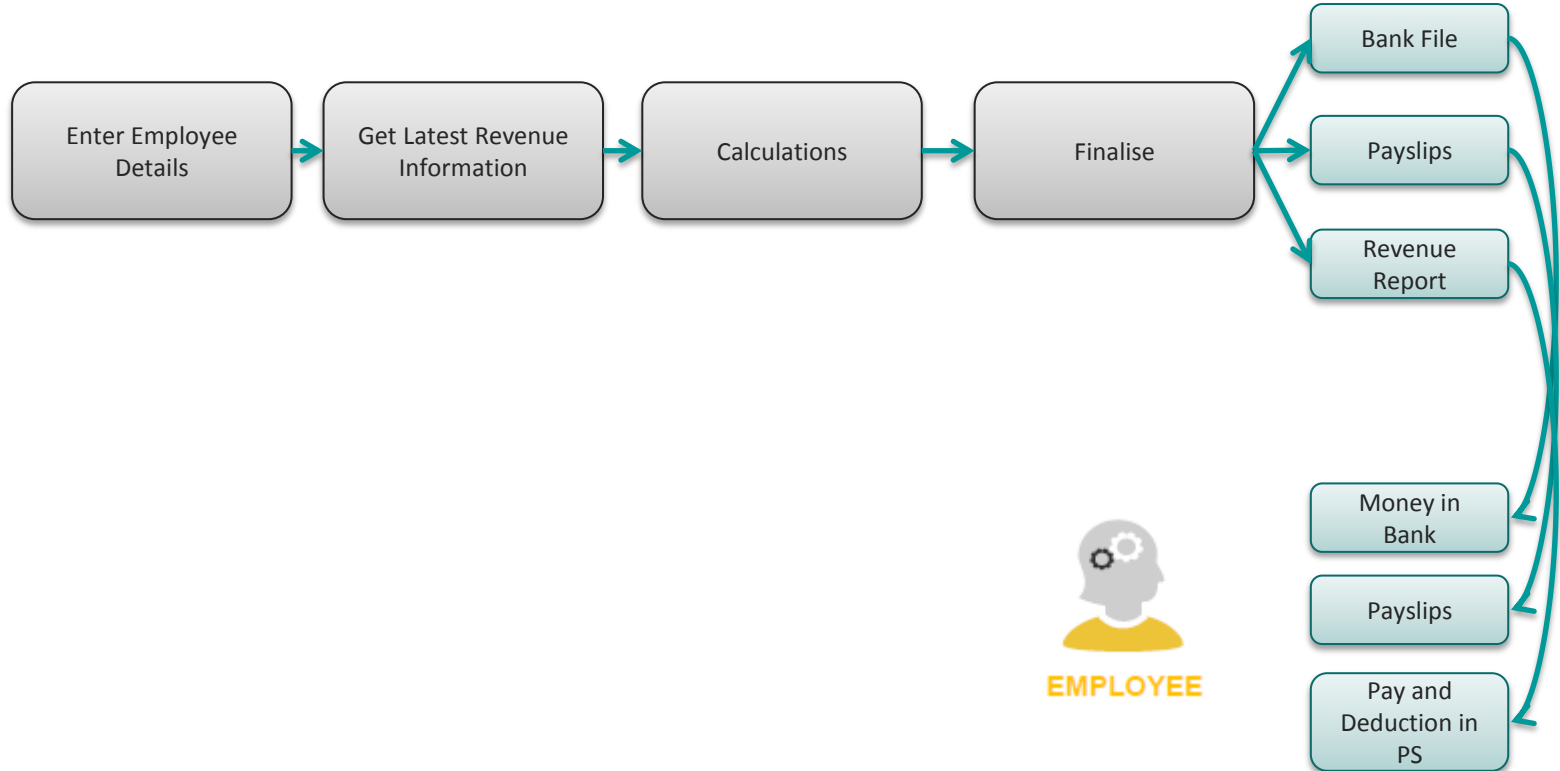 Enter Employee
Details
Get Latest Revenue
Information
Calculations
Finalise
Bank File
Payslips
Revenue
Report
Money in
Bank
Payslips
Pay and
Deduction in
PS
EMPLOYEE